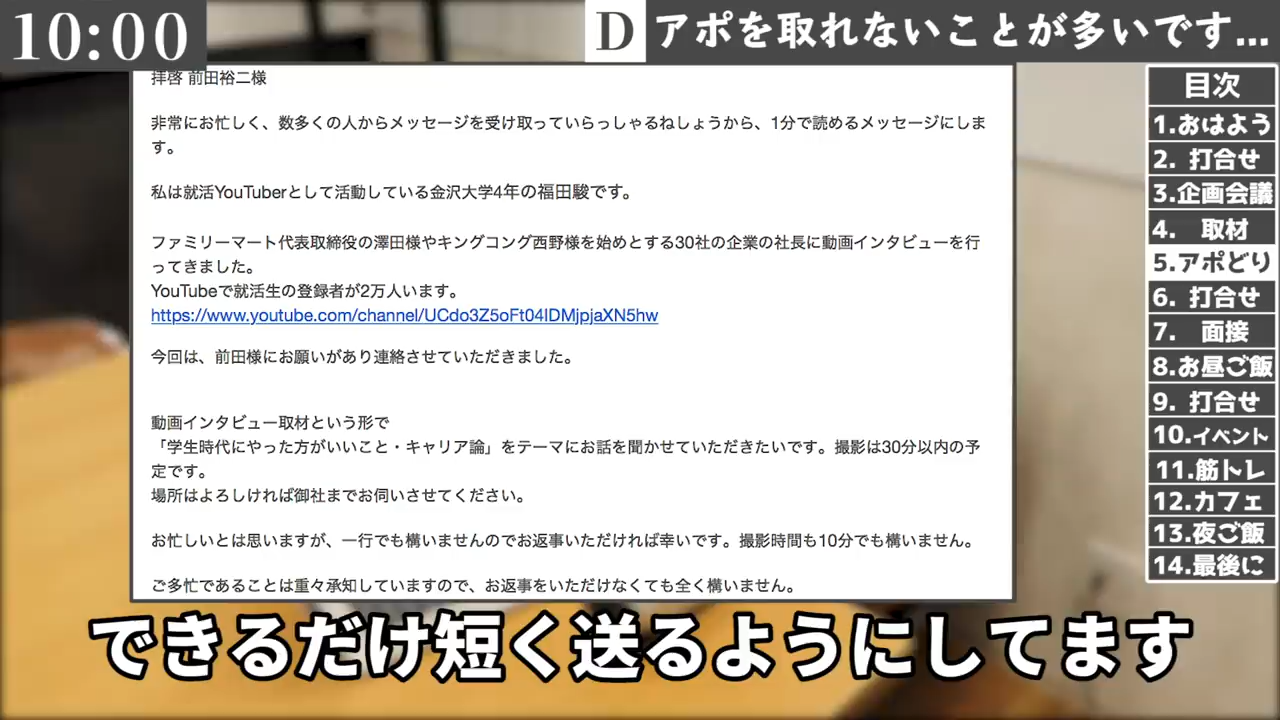 10:00
D アポを取れないことが多いです...
拝啓 前田裕二様
非常にお忙しく、数多くの人からメッセージを受け取っていらっしゃるねしょうから、1分で読めるメッセージにしま
す。
私は就活YouTuberとして活動している金沢大学4年の福田駿です。
ファミリーマート代表取締役の澤田様やキングコング西野様を始めとする30社の企業の社長に動画インタビューを行
ってきました。
YouTubeで就活生の登録者が2万人います。
https://www.youtube.com/channel/UCdo3Z5oFt04lDMjpjaXN5hw
今回は、前田様にお願いがあり連絡させていただきました。
動画インタビュー取材という形で
「学生時代にやった方がいいこと・キャリア論」をテーマにお話を聞かせていただきたいです。撮影は30分以内の予
定です。
場所はよろしければ御社までお伺いさせてください。
お忙しいとは思いますが、一行でも構いませんのでお返事いただければ幸いです。撮影時間も10分でも構いません。
ご多忙であることは重々承知していますので、お返事をいただけなくても全く構いません。
目次
1.おはよう
2. 打合せ
3.企画会議
4. 取材
5.アポどり
6. 打合せ
7. 面接
8.お昼ご飯
9. 打合せ
10.イベント
11.筋トレ
12.カフェ
13.夜ご飯
14.最後に
できるだけ短く送るようにしてます